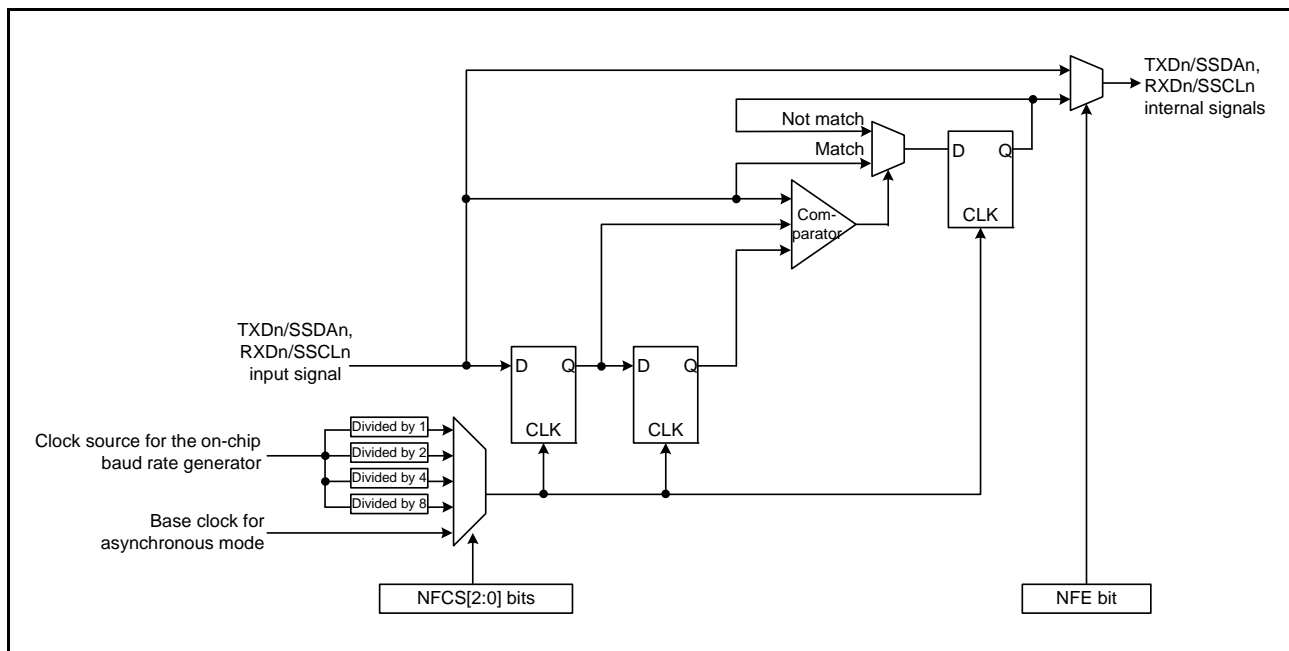 TXDn/SSDAn,
RXDn/SSCLn
internal signals
Not match
Match
D
Q
CLK
Com-
parator
TXDn/SSDAn,
RXDn/SSCLn
input signal
D
Q
CLK
D
Q
CLK
Clock source for the on-chip
baud rate generator
Divided by 1
Divided by 2
Divided by 4
Divided by 8
Base clock for
asynchronous mode
NFCS[2:0] bits
NFE bit